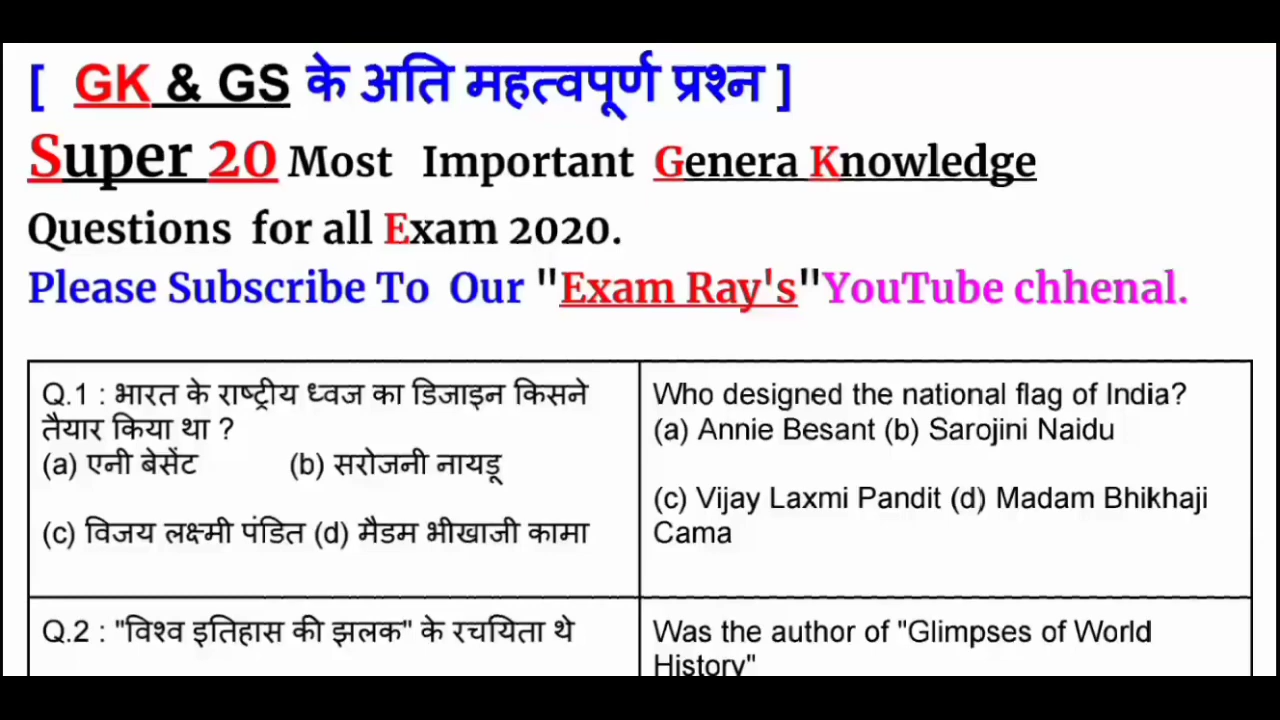 [ GK & GS के अति महत्वपूर्ण प्रश्न ]
Super 20 Most Important Genera Knowledge
Questions for all Exam 2020.
Please Subscribe To Our "Exam Ray's"YouTube chhenal.
Q.1 : भारत के राष्ट्रीय ध्वज का डिजाइन किसने
तैयार किया था ?
(a) एनी बेसेंट (b) सरोजनी नायडू
(c) विजय लक्ष्मी पंडित (d) मैडम भीखाजी कामा
Who designed the national flag of India?
(a) Annie Besant (b) Sarojini Naidu
(c) Vijay Laxmi Pandit (d) Madam Bhikhaji
Cama
Q.2 : "विश्व इतिहास की झलक" के रचयिता थे
Was the author of "Glimpses of World
History"